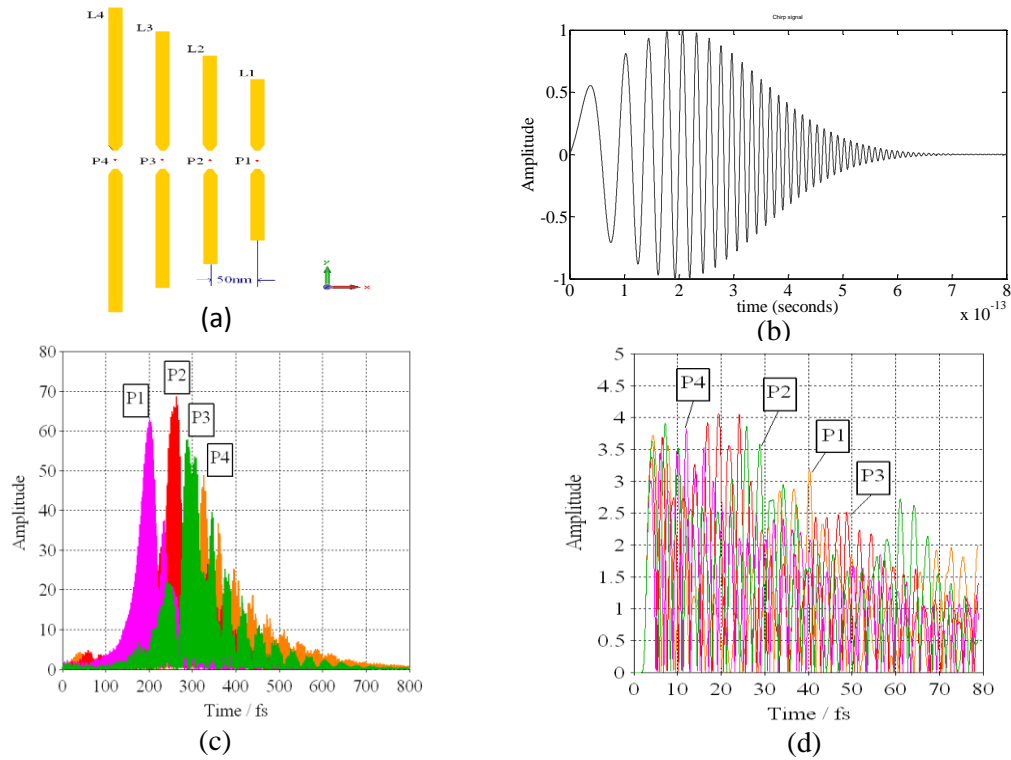 L4
L3
L2
L1
P4
P3
P2
P1
50nm
y
x
(a)
Chirp signal
1
0.5
0
-0.5
-1
Amplitude
0 1 2 3 4 5 6 7 8
time (seconds)
x 10^-13
(b)
80
70
60
50
40
30
20
10
0
Amplitude
P1
P2
P3
P4
0 100 200 300 400 500 600 700 800
Time / fs
(c)
5
4.5
4
3.5
3
2.5
2
1.5
1
0.5
0
Amplitude
P4
P2
P1
P3
0 10 20 30 40 50 60 70 80
Time / fs
(d)